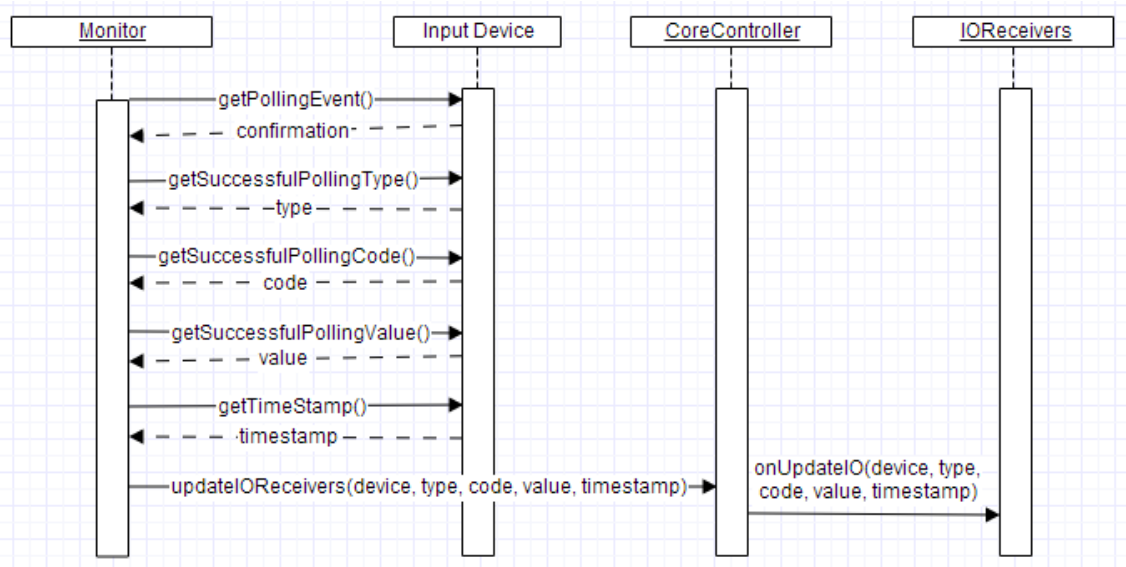 Monitor
Input Device
CoreController
IOReceivers
getPollingEvent()
confirmation
getSuccessfulPollingType()
type
getSuccessfulPollingCode()
code
getSuccessfulPollingValue()
value
getTimeStamp()
timestamp
updateIOReceivers(device, type, code, value, timestamp)
onUpdateIO(device, type,
code, value, timestamp)